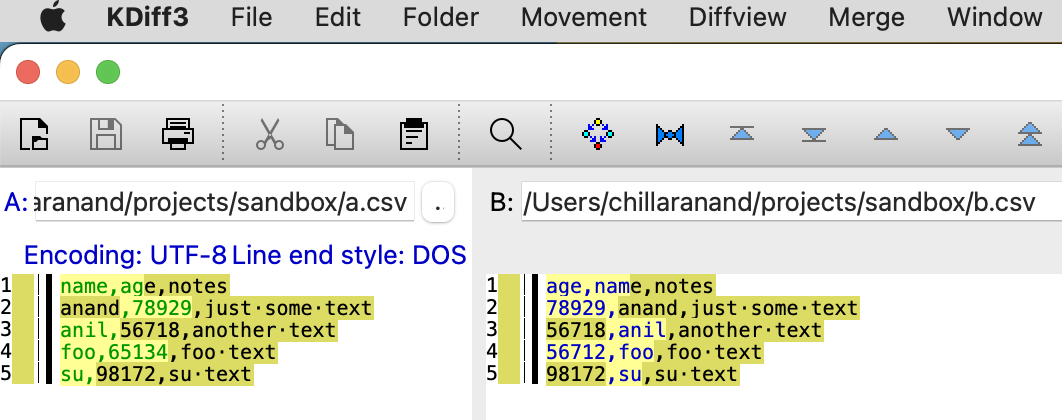 KDiff3 File Edit Folder Movement Diffview Merge Window
A: aranand/projects/sandbox/a.csv . B: /Users/chillaranand/projects/sandbox/b.csv
Encoding: UTF-8 Line end style: DOS
1 name,age,notes
2 anand,78929,just·some·text
3 anil,56718,another·text
4 foo,65134,foo·text
5 su,98172,su·text
1 age,name,notes
2 78929,anand,just·some·text
3 56718,anil,another·text
4 56712,foo,foo·text
5 98172,su,su·text